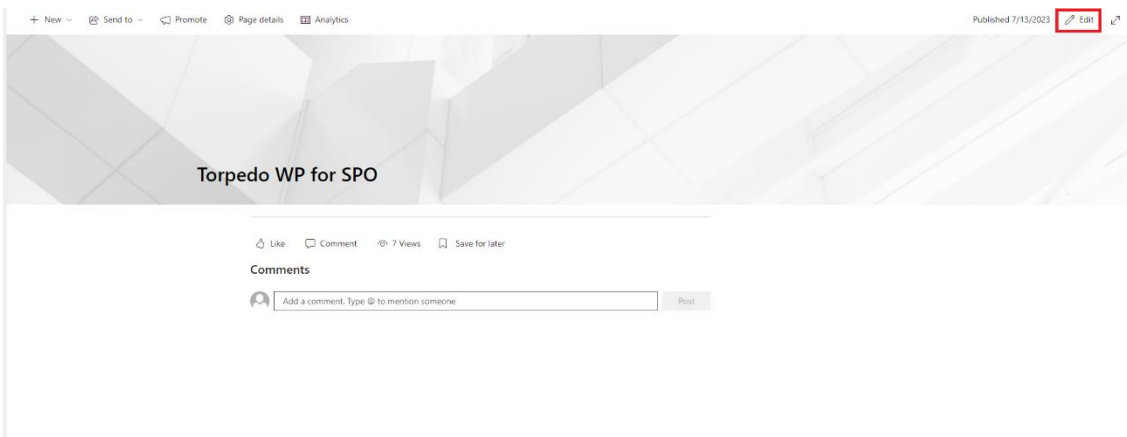 + New Send to Promote Page details Analytics Published 7/13/2023 Edit
Torpedo WP for SPO
Like Comment 7 Views Save for later
Comments
Add a comment. Type @ to mention someone Post